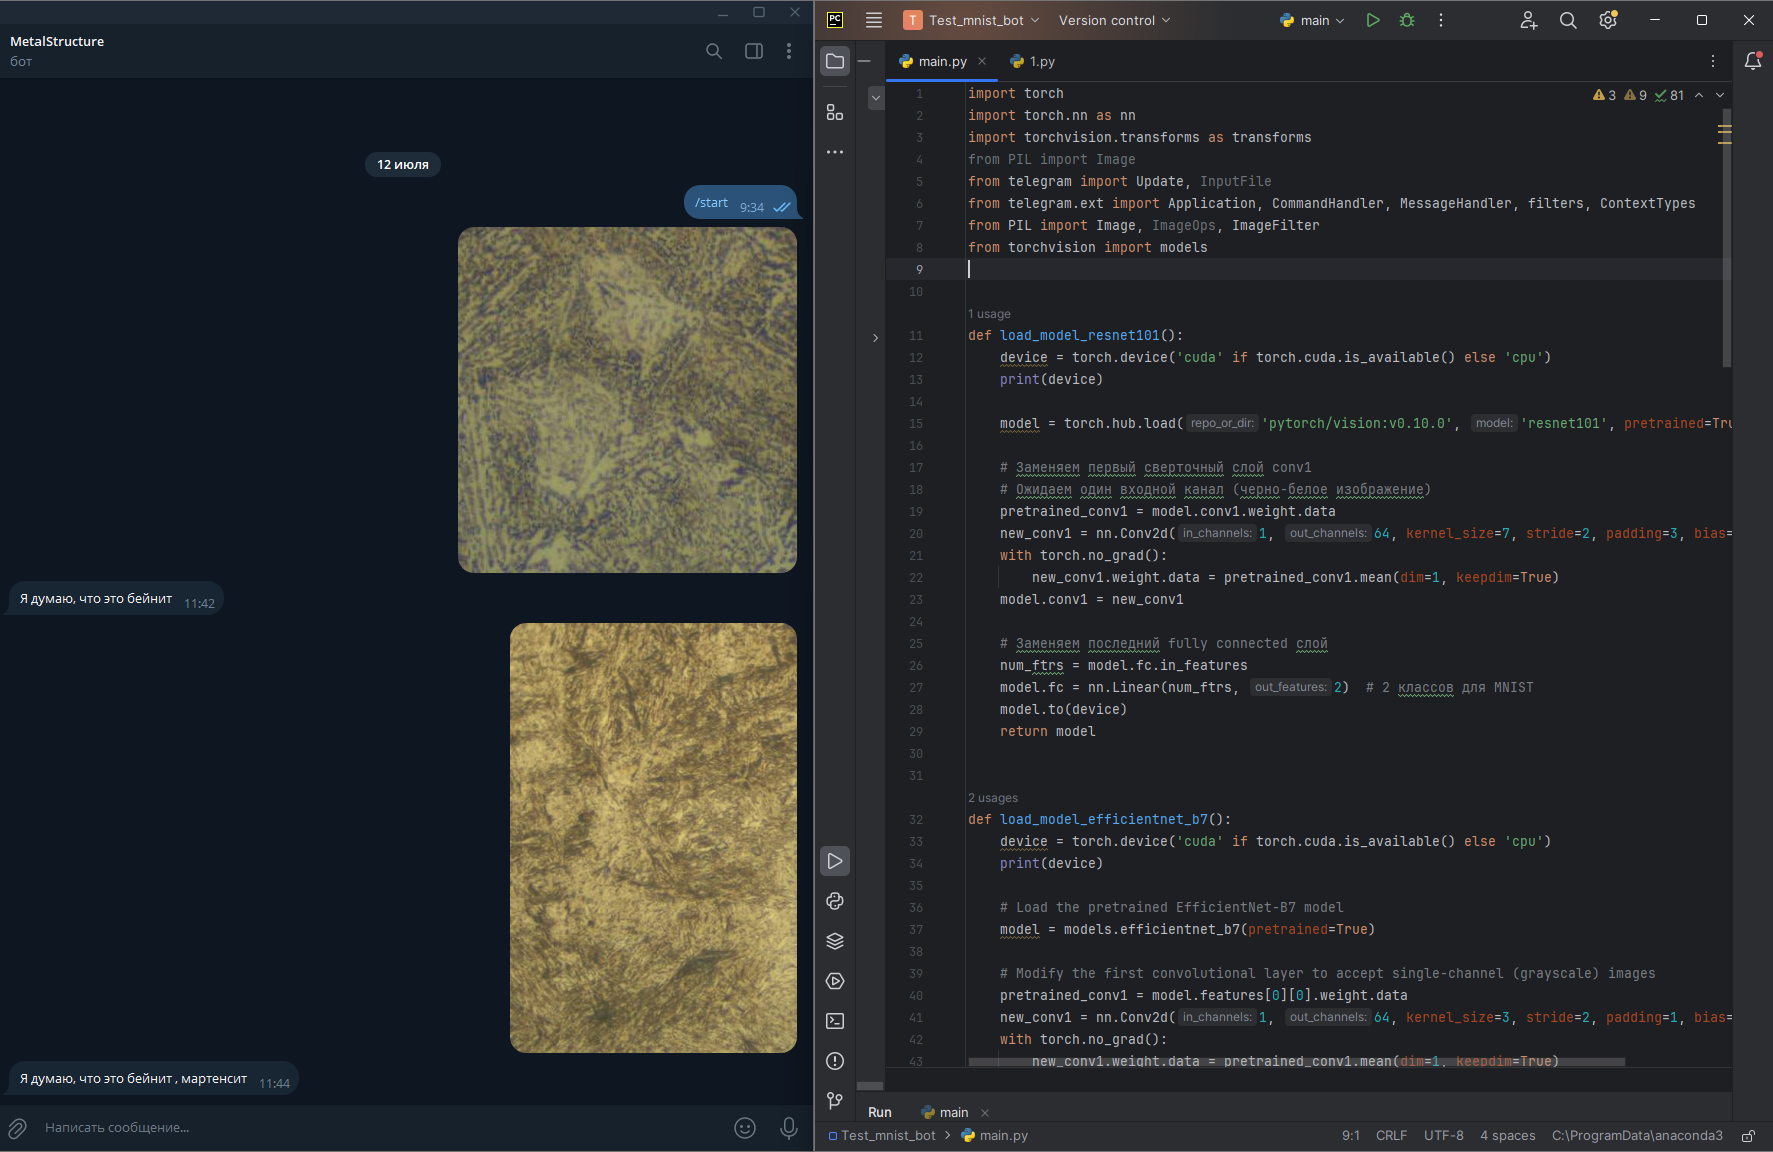 MetalStructure
бот
12 июля
/start 9:34
Я думаю, что это бейнит 11:42
Я думаю, что это бейнит , мартенсит 11:44
Написать сообщение...
PC
T Test_mnist_bot Version control main
main.py 1.py
3 9 81
1 import torch
2 import torch.nn as nn
3 import torchvision.transforms as transforms
4 from PIL import Image
5 from telegram import Update, InputFile
6 from telegram.ext import Application, CommandHandler, MessageHandler, filters, ContextTypes
7 from PIL import Image, ImageOps, ImageFilter
8 from torchvision import models
9
10
1 usage
11 def load_model_resnet101():
12 device = torch.device('cuda' if torch.cuda.is_available() else 'cpu')
13 print(device)
14
15 model = torch.hub.load( repo_or_dir: 'pytorch/vision:v0.10.0', model: 'resnet101', pretrained=Tru
16
17 # Заменяем первый сверточный слой conv1
18 # Ожидаем один входной канал (черно-белое изображение)
19 pretrained_conv1 = model.conv1.weight.data
20 new_conv1 = nn.Conv2d( in_channels: 1, out_channels: 64, kernel_size=7, stride=2, padding=3, bias=
21 with torch.no_grad():
22 new_conv1.weight.data = pretrained_conv1.mean(dim=1, keepdim=True)
23 model.conv1 = new_conv1
24
25 # Заменяем последний fully connected слой
26 num_ftrs = model.fc.in_features
27 model.fc = nn.Linear(num_ftrs, out_features: 2) # 2 классов для MNIST
28 model.to(device)
29 return model
30
31
2 usages
32 def load_model_efficientnet_b7():
33 device = torch.device('cuda' if torch.cuda.is_available() else 'cpu')
34 print(device)
35
36 # Load the pretrained EfficientNet-B7 model
37 model = models.efficientnet_b7(pretrained=True)
38
39 # Modify the first convolutional layer to accept single-channel (grayscale) images
40 pretrained_conv1 = model.features[0][0].weight.data
41 new_conv1 = nn.Conv2d( in_channels: 1, out_channels: 64, kernel_size=3, stride=2, padding=1, bias=
42 with torch.no_grad():
43 new_conv1.weight.data = pretrained_conv1.mean(dim=1, keepdim=True)
Run main
Test_mnist_bot main.py 9:1 CRLF UTF-8 4 spaces C:\ProgramData\anaconda3